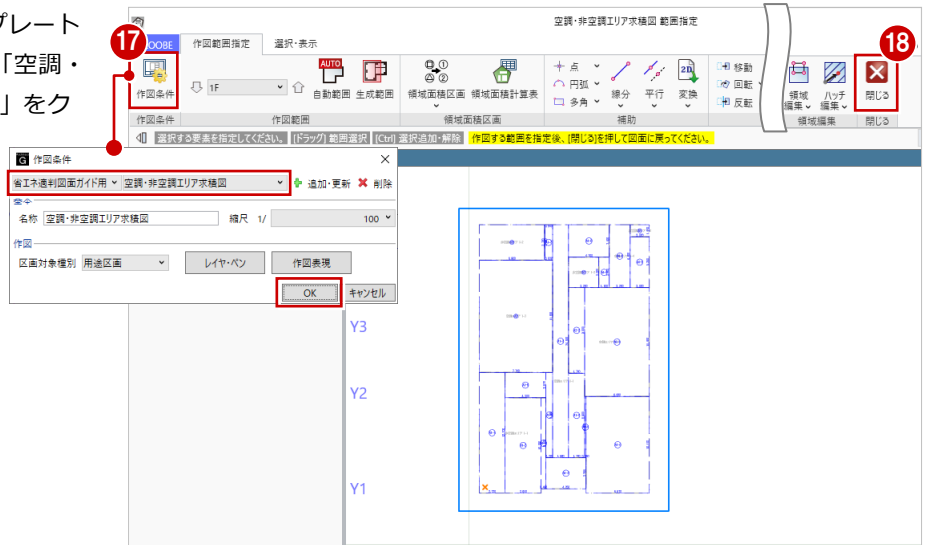 プレート
「空調・
」をク
17
18
空調・非空調エリア求積図 範囲指定
OOBE 作図範囲指定 選択・表示
作図条件
1F
AUTO
自動範囲 生成範囲
領域面積区画 領域面積計算表
点
円弧
多角
線分 平行 変換
2D
移動
回転
反転
領域編集
ハッチ編集
閉じる
作図条件 作図範囲 領域面積区画 補助 領域編集 閉じる
選択する要素を指定してください。 [ドラッグ] 範囲選択 [Ctrl] 選択追加・解除 作図する範囲を指定後、[閉じる]を押して図面に戻ってください。
作図条件
省エネ適判図面ガイド用 空調・非空調エリア求積図 追加・更新 削除
名称 空調・非空調エリア求積図 縮尺 1/ 100
作図
区画対象種別 用途区画 レイヤ・ペン 作図表現
OK キャンセル
Y3
Y2
Y1